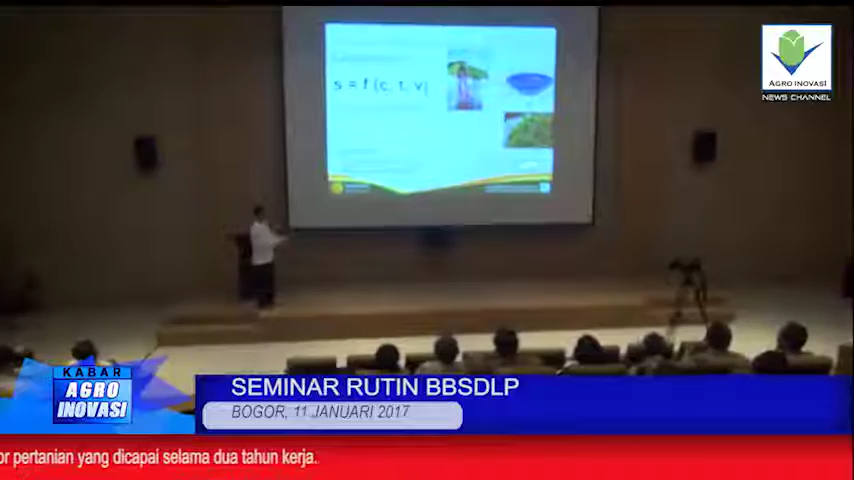 s = f (c, t, v)
AGRO INOVASI
NEWS CHANNEL
KABAR
AGRO
INOVASI
SEMINAR RUTIN BBSDLP
BOGOR, 11 JANUARI 2017
or pertanian yang dicapai selama dua tahun kerja.